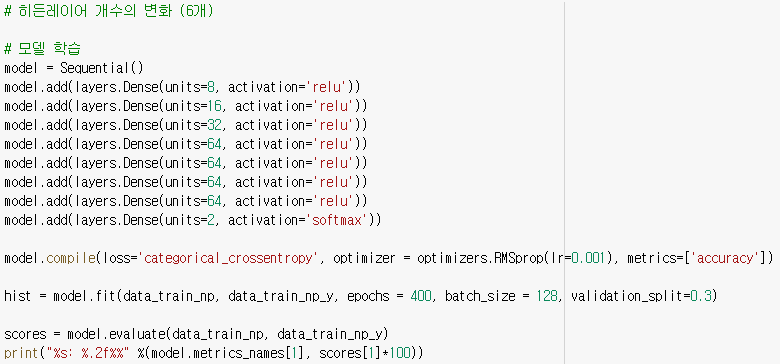 # 히든레이어 개수의 변화 (6개)
# 모델 학습
model = Sequential()
model.add(layers.Dense(units=8, activation='relu'))
model.add(layers.Dense(units=16, activation='relu'))
model.add(layers.Dense(units=32, activation='relu'))
model.add(layers.Dense(units=64, activation='relu'))
model.add(layers.Dense(units=64, activation='relu'))
model.add(layers.Dense(units=64, activation='relu'))
model.add(layers.Dense(units=64, activation='relu'))
model.add(layers.Dense(units=2, activation='softmax'))
model.compile(loss='categorical_crossentropy', optimizer = optimizers.RMSprop(lr=0.001), metrics=['accuracy'])
hist = model.fit(data_train_np, data_train_np_y, epochs = 400, batch_size = 128, validation_split=0.3)
scores = model.evaluate(data_train_np, data_train_np_y)
print("%s: %.2f%%" %(model.metrics_names[1], scores[1]*100))